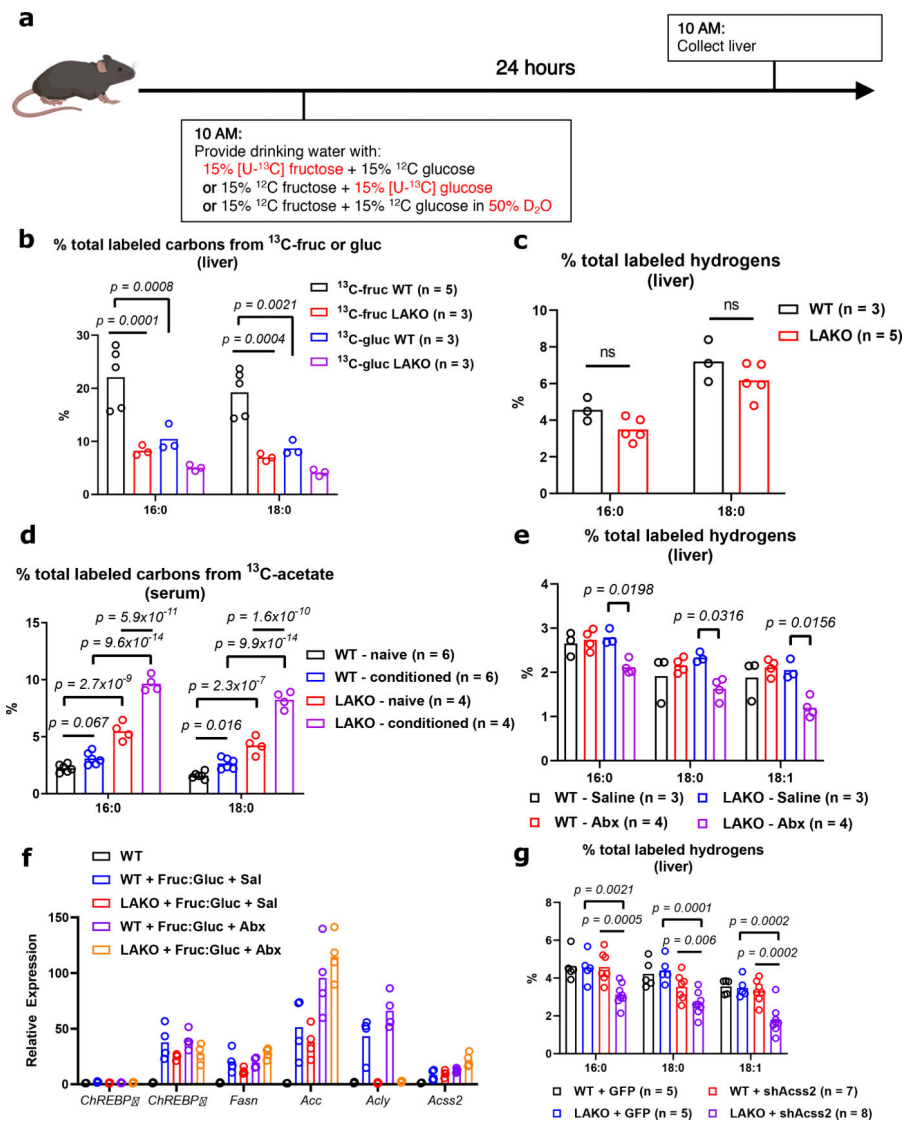 a
10 AM:
Collect liver
24 hours
10 AM:
Provide drinking water with:
15% [U-¹³C] fructose + 15% ¹²C glucose
or 15% ¹²C fructose + 15% [U-¹³C] glucose
or 15% ¹²C fructose + 15% ¹²C glucose in 50% D₂O
b
% total labeled carbons from ¹³C-fruc or gluc
(liver)
p = 0.0008
p = 0.0001
p = 0.0021
p = 0.0004
¹³C-fruc WT (n = 5)
¹³C-fruc LAKO (n = 3)
¹³C-gluc WT (n = 3)
¹³C-gluc LAKO (n = 3)
%
30
20
10
0
16:0
18:0
c
% total labeled hydrogens
(liver)
WT (n = 3)
LAKO (n = 5)
ns
ns
%
10
8
6
4
2
0
16:0
18:0
d
% total labeled carbons from ¹³C-acetate
(serum)
p = 5.9x10⁻¹¹
p = 9.6x10⁻¹⁴
p = 2.7x10⁻⁹
p = 0.067
p = 1.6x10⁻¹⁰
p = 9.9x10⁻¹⁴
p = 2.3x10⁻⁷
p = 0.016
WT - naive (n = 6)
WT - conditioned (n = 6)
LAKO - naive (n = 4)
LAKO - conditioned (n = 4)
%
15
10
5
0
16:0
18:0
e
% total labeled hydrogens
(liver)
p = 0.0198
p = 0.0316
p = 0.0156
%
4
3
2
1
0
16:0
18:0
18:1
WT - Saline (n = 3)
LAKO - Saline (n = 3)
WT - Abx (n = 4)
LAKO - Abx (n = 4)
f
WT
WT + Fruc:Gluc + Sal
LAKO + Fruc:Gluc + Sal
WT + Fruc:Gluc + Abx
LAKO + Fruc:Gluc + Abx
Relative Expression
150
100
50
0
ChREBP
ChREBP
Fasn
Acc
Acly
Acss2
g
% total labeled hydrogens
(liver)
p = 0.0021
p = 0.0005
p = 0.0001
p = 0.006
p = 0.0002
p = 0.0002
%
6
4
2
0
16:0
18:0
18:1
WT + GFP (n = 5)
WT + shAcss2 (n = 7)
LAKO + GFP (n = 5)
LAKO + shAcss2 (n = 8)